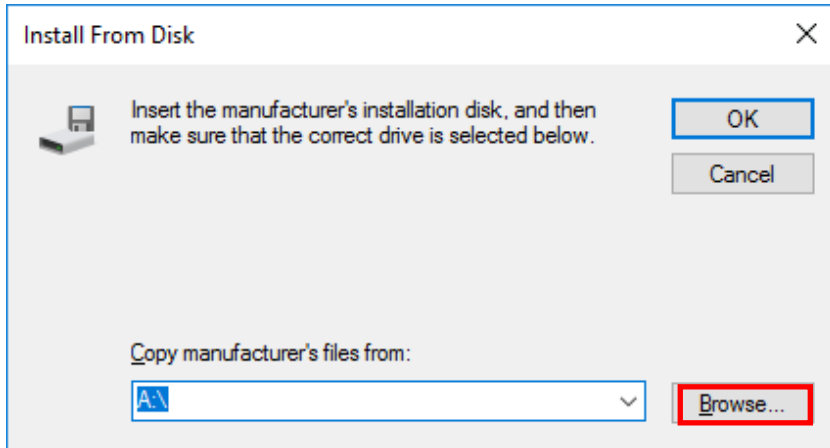 Install From Disk
Insert the manufacturer's installation disk, and then
make sure that the correct drive is selected below.
OK
Cancel
Copy manufacturer's files from:
A:\
Browse...